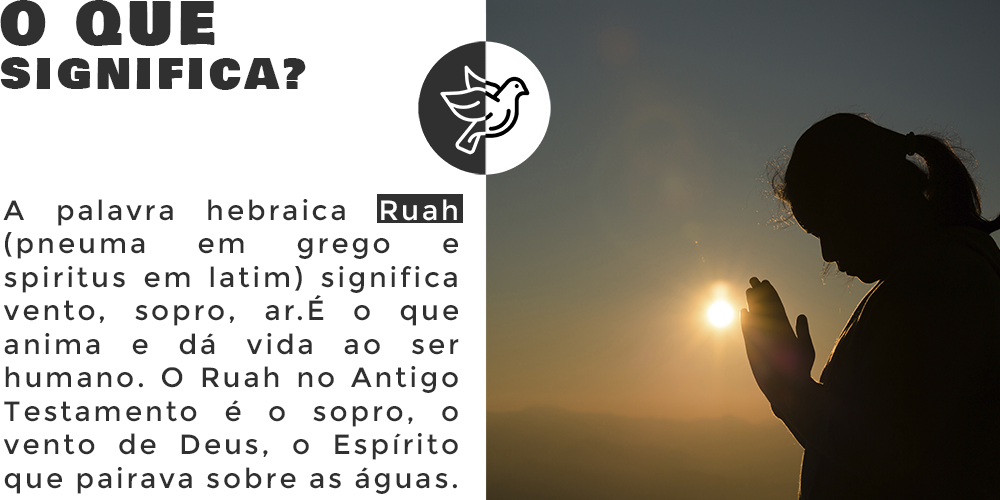 O QUE
SIGNIFICA?
A palavra hebraica Ruah
(pneuma em grego e
spiritus em latim) significa
vento, sopro, ar.É o que
anima e dá vida ao ser
humano. O Ruah no Antigo
Testamento é o sopro, o
vento de Deus, o Espírito
que pairava sobre as águas.